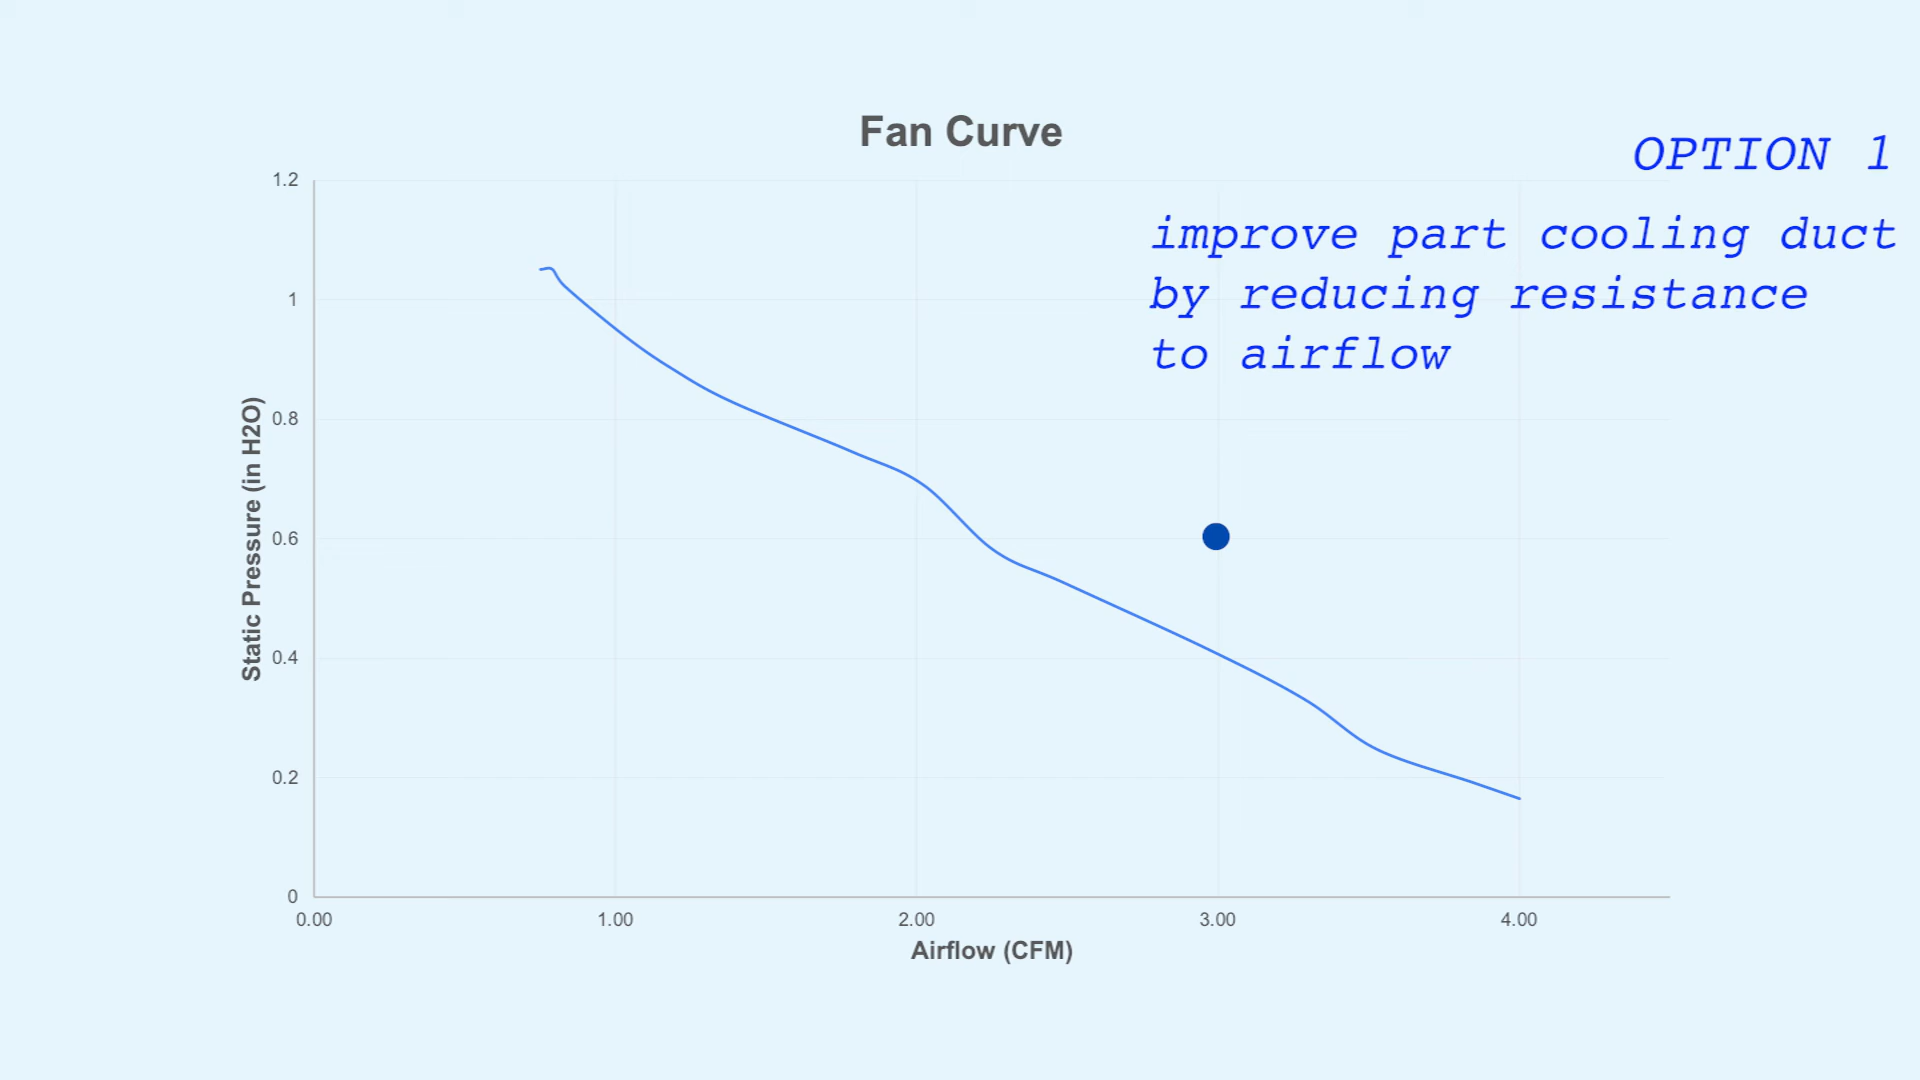 Fan Curve
OPTION 1
improve part cooling duct
by reducing resistance
to airflow
Static Pressure (in H2O)
1.2
1
0.8
0.6
0.4
0.2
0
0.00 1.00 2.00 3.00 4.00
Airflow (CFM)